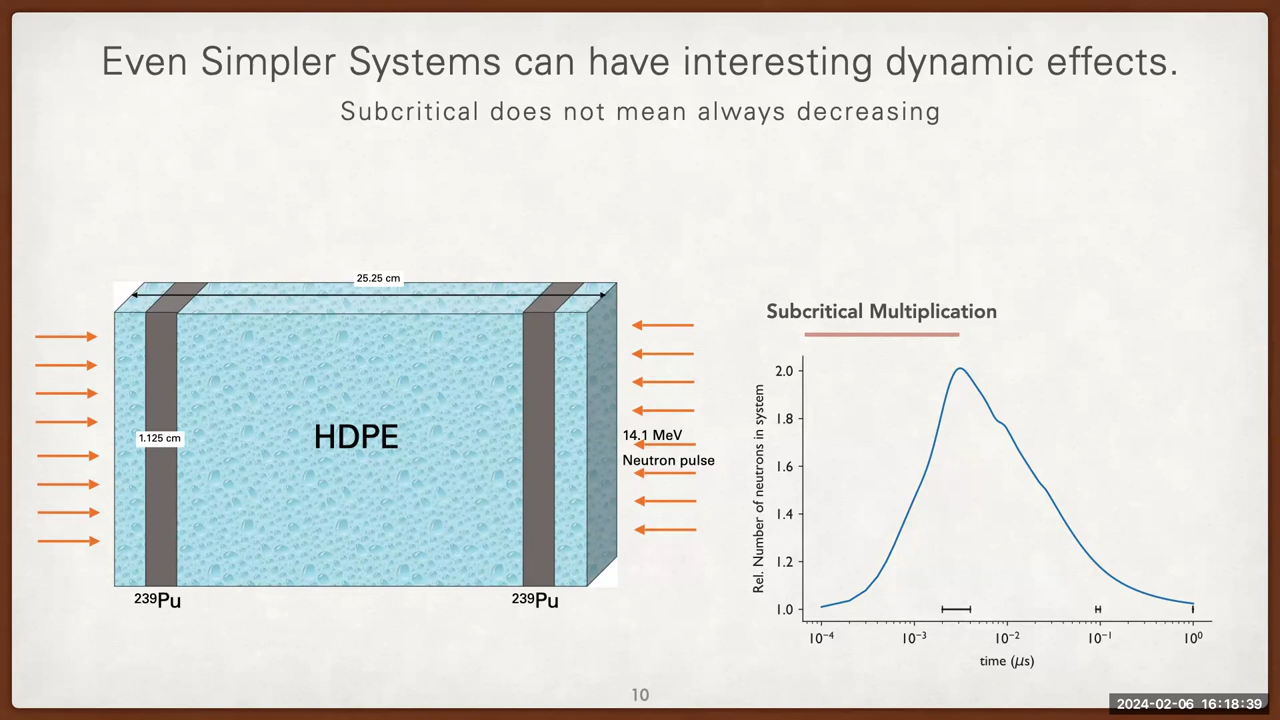 Even Simpler Systems can have interesting dynamic effects.
Subcritical does not mean always decreasing
25.25 cm
1.125 cm
HDPE
14.1 MeV
Neutron pulse
²³⁹Pu
²³⁹Pu
Subcritical Multiplication
Rel. Number of neutrons in system
2.0
1.8
1.6
1.4
1.2
1.0
10⁻⁴
10⁻³
10⁻²
10⁻¹
10⁰
time (μs)
10
2024-02-06 16:18:39